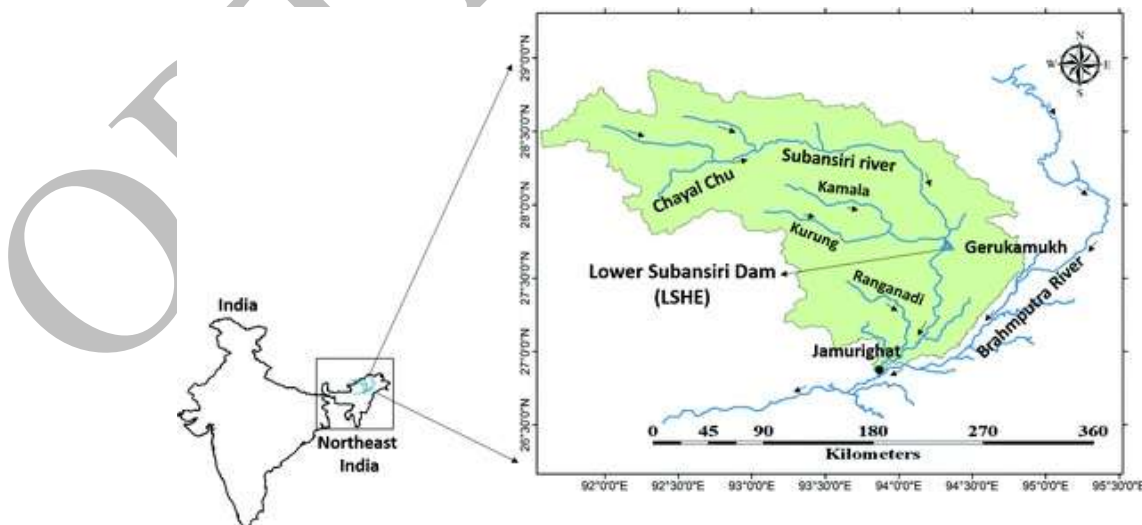 India
Northeast
India
N
W E
S
Subansiri river
Chayal Chu
Kamala
Kurung
Gerukamukh
Lower Subansiri Dam
(LSHE)
Ranganadi
Brahmputra River
Jamurighat
0 45 90 180 270 360
Kilometers
29°0'0"N
28°30'0"N
28°0'0"N
27°30'0"N
27°0'0"N
26°30'0"N
92°0'0"E 92°30'0"E 93°0'0"E 93°30'0"E 94°0'0"E 94°30'0"E 95°0'0"E 95°30'0"E